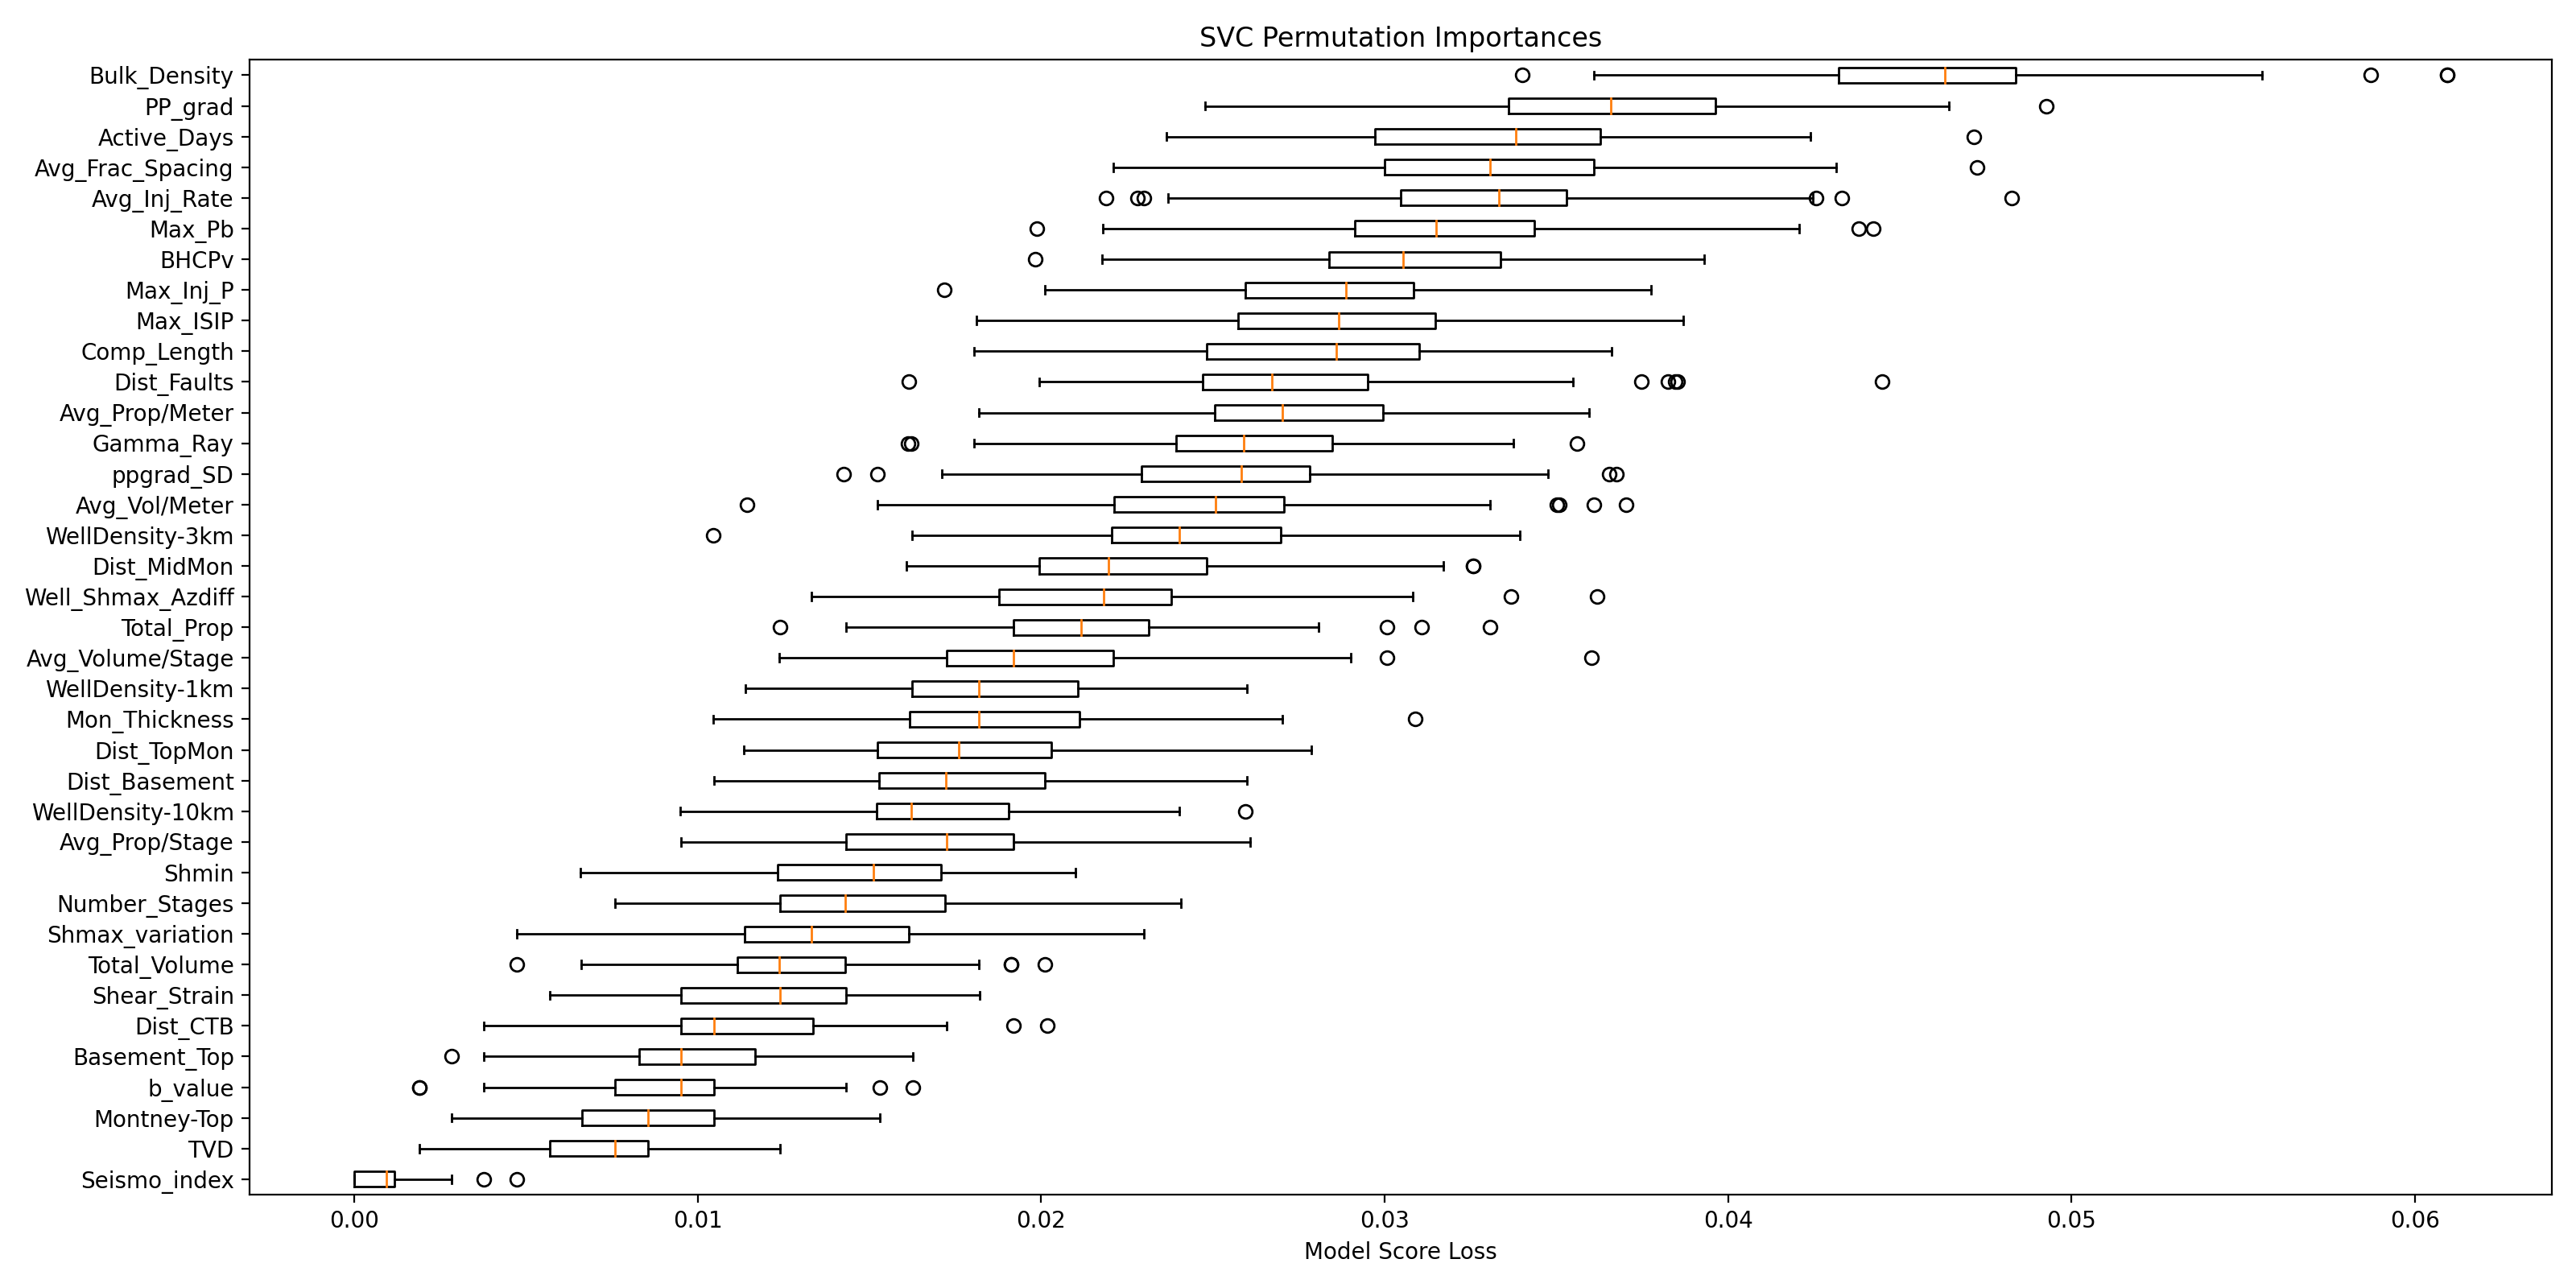 SVC Permutation Importances
Bulk_Density
PP_grad
Active_Days
Avg_Frac_Spacing
Avg_Inj_Rate
Max_Pb
BHCPv
Max_Inj_P
Max_ISIP
Comp_Length
Dist_Faults
Avg_Prop/Meter
Gamma_Ray
ppgrad_SD
Avg_Vol/Meter
WellDensity-3km
Dist_MidMon
Well_Shmax_Azdiff
Total_Prop
Avg_Volume/Stage
WellDensity-1km
Mon_Thickness
Dist_TopMon
Dist_Basement
WellDensity-10km
Avg_Prop/Stage
Shmin
Number_Stages
Shmax_variation
Total_Volume
Shear_Strain
Dist_CTB
Basement_Top
b_value
Montney-Top
TVD
Seismo_index
0.00 0.01 0.02 0.03 0.04 0.05 0.06
Model Score Loss